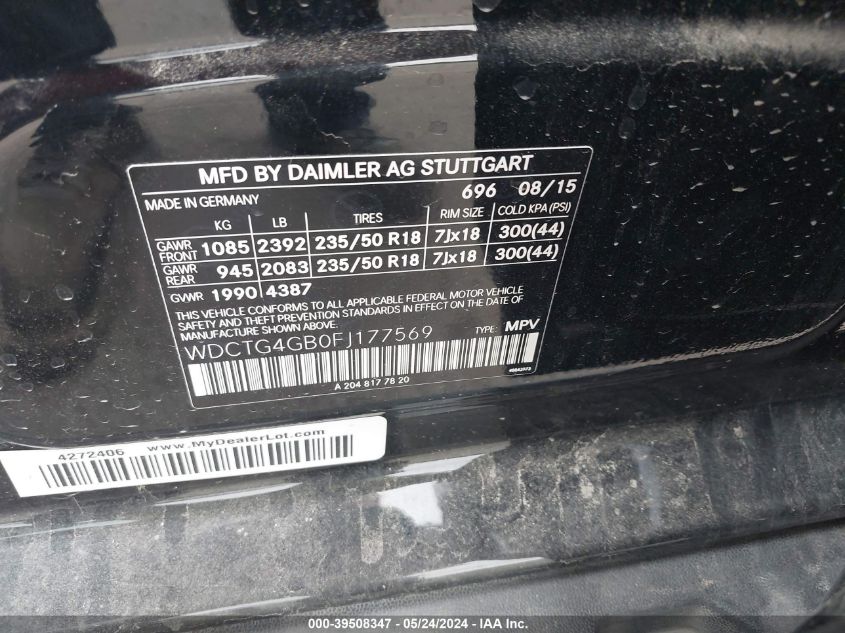 MFD BY DAIMLER AG STUTTGART
MADE IN GERMANY 696 08/15
KG LB TIRES RIM SIZE COLD KPA(PSI)
GAWR FRONT 1085 2392 235/50 R18 7Jx18 300(44)
GAWR REAR 945 2083 235/50 R18 7Jx18 300(44)
GVWR 1990 4387
THIS VEHICLE CONFORMS TO ALL APPLICABLE FEDERAL MOTOR VEHICLE
SAFETY AND THEFT PREVENTION STANDARDS IN EFFECT ON THE DATE OF
MANUFACTURE SHOWN ABOVE.
WDCTG4GB0FJ177569 TYPE: MPV
A 204 817 78 20
4272406 www.MyDealerLot.com
000-39508347 - 05/24/2024 - IAAI.com